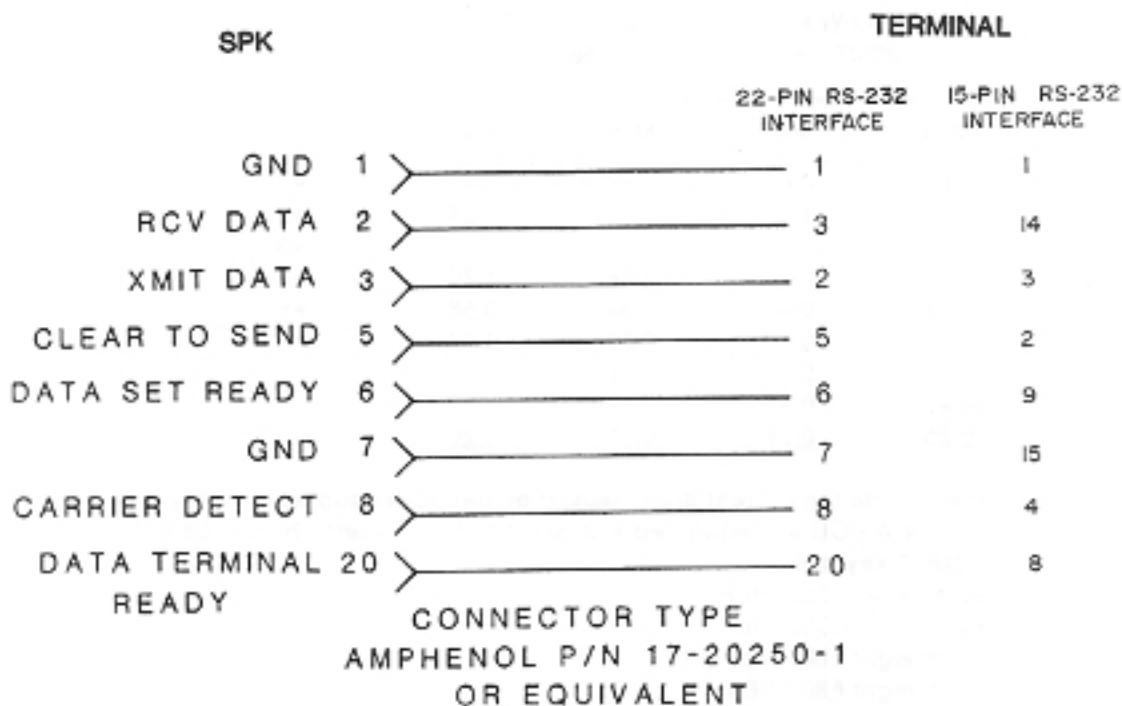 SPK
TERMINAL
22-PIN RS-232 INTERFACE
15-PIN RS-232 INTERFACE
GND 1 1 1
RCV DATA 2 3 14
XMIT DATA 3 2 3
CLEAR TO SEND 5 5 2
DATA SET READY 6 6 9
GND 7 7 15
CARRIER DETECT 8 8 4
DATA TERMINAL READY 20 20 8
CONNECTOR TYPE
AMPHENOL P/N 17-20250-1
OR EQUIVALENT